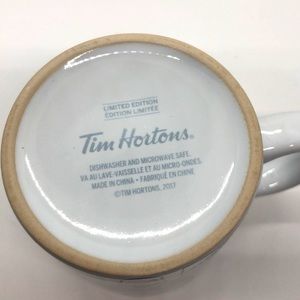 LIMITED EDITION
ÉDITION LIMITÉE
Tim Hortons.
DISHWASHER AND MICROWAVE SAFE.
VA AU LAVE-VAISSELLE ET AU MICRO-ONDES.
MADE IN CHINA • FABRIQUÉ EN CHINE
©TIM HORTONS, 2017